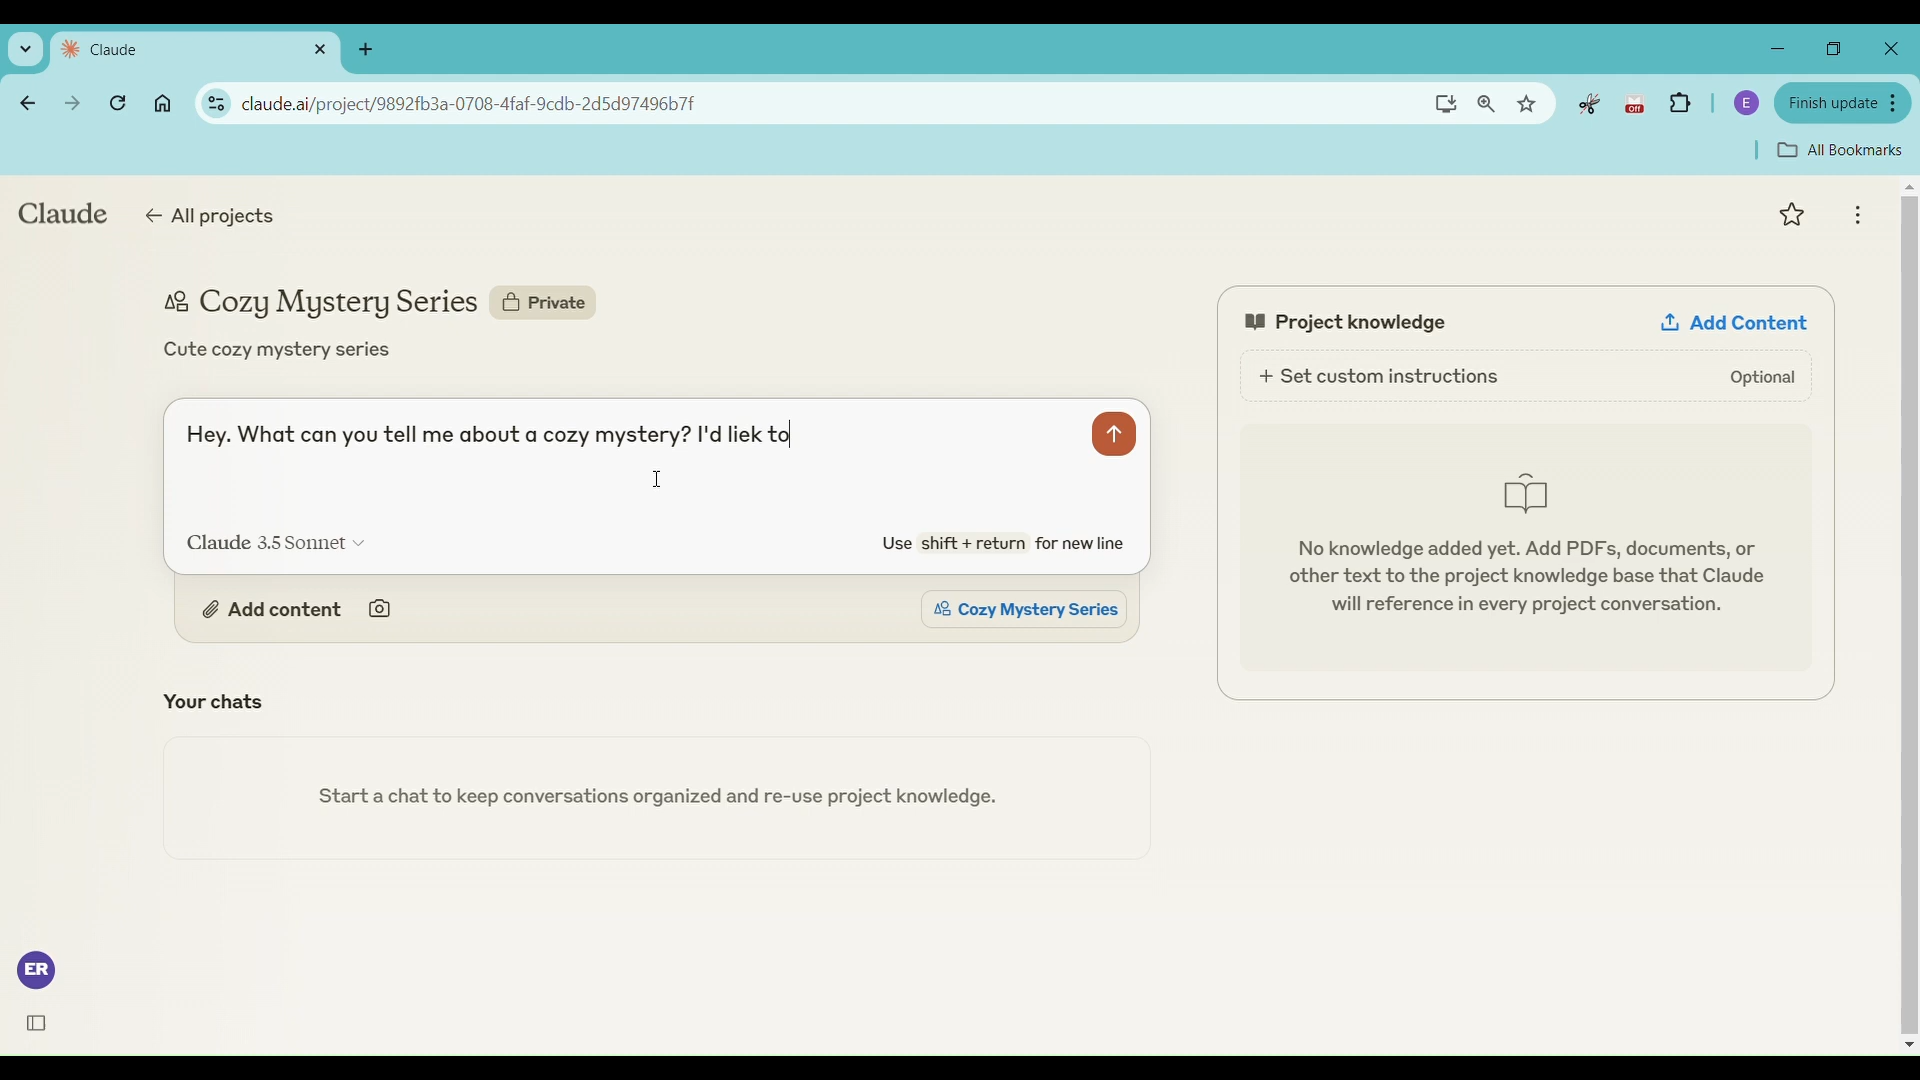 Claude
claude.ai/project/9892fb3a-0708-4faf-9cdb-2d5d97496b7f
Off
E
Finish update
All Bookmarks
Claude
← All projects
Cozy Mystery Series
Private
Cute cozy mystery series
Hey. What can you tell me about a cozy mystery? I'd liek to
Claude 3.5 Sonnet
Use shift + return for new line
Add content
Cozy Mystery Series
Your chats
Start a chat to keep conversations organized and re-use project knowledge.
Project knowledge
Add Content
+ Set custom instructions
Optional
No knowledge added yet. Add PDFs, documents, or
other text to the project knowledge base that Claude
will reference in every project conversation.
ER